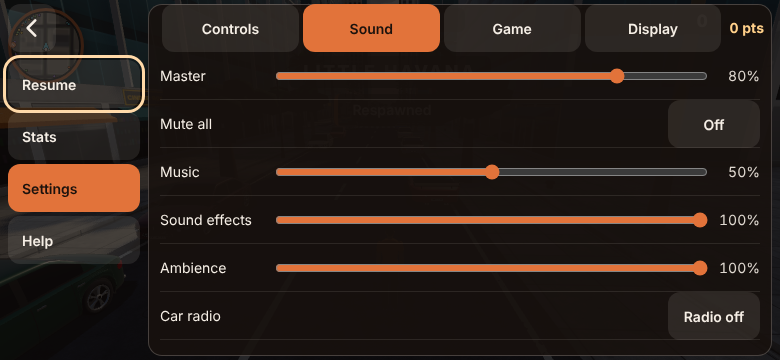 Controls Sound Game Display 0 pts
Resume
Stats
Settings
Help
Master 80%
Mute all Off
Music 50%
Sound effects 100%
Ambience 100%
Car radio Radio off
Respawned